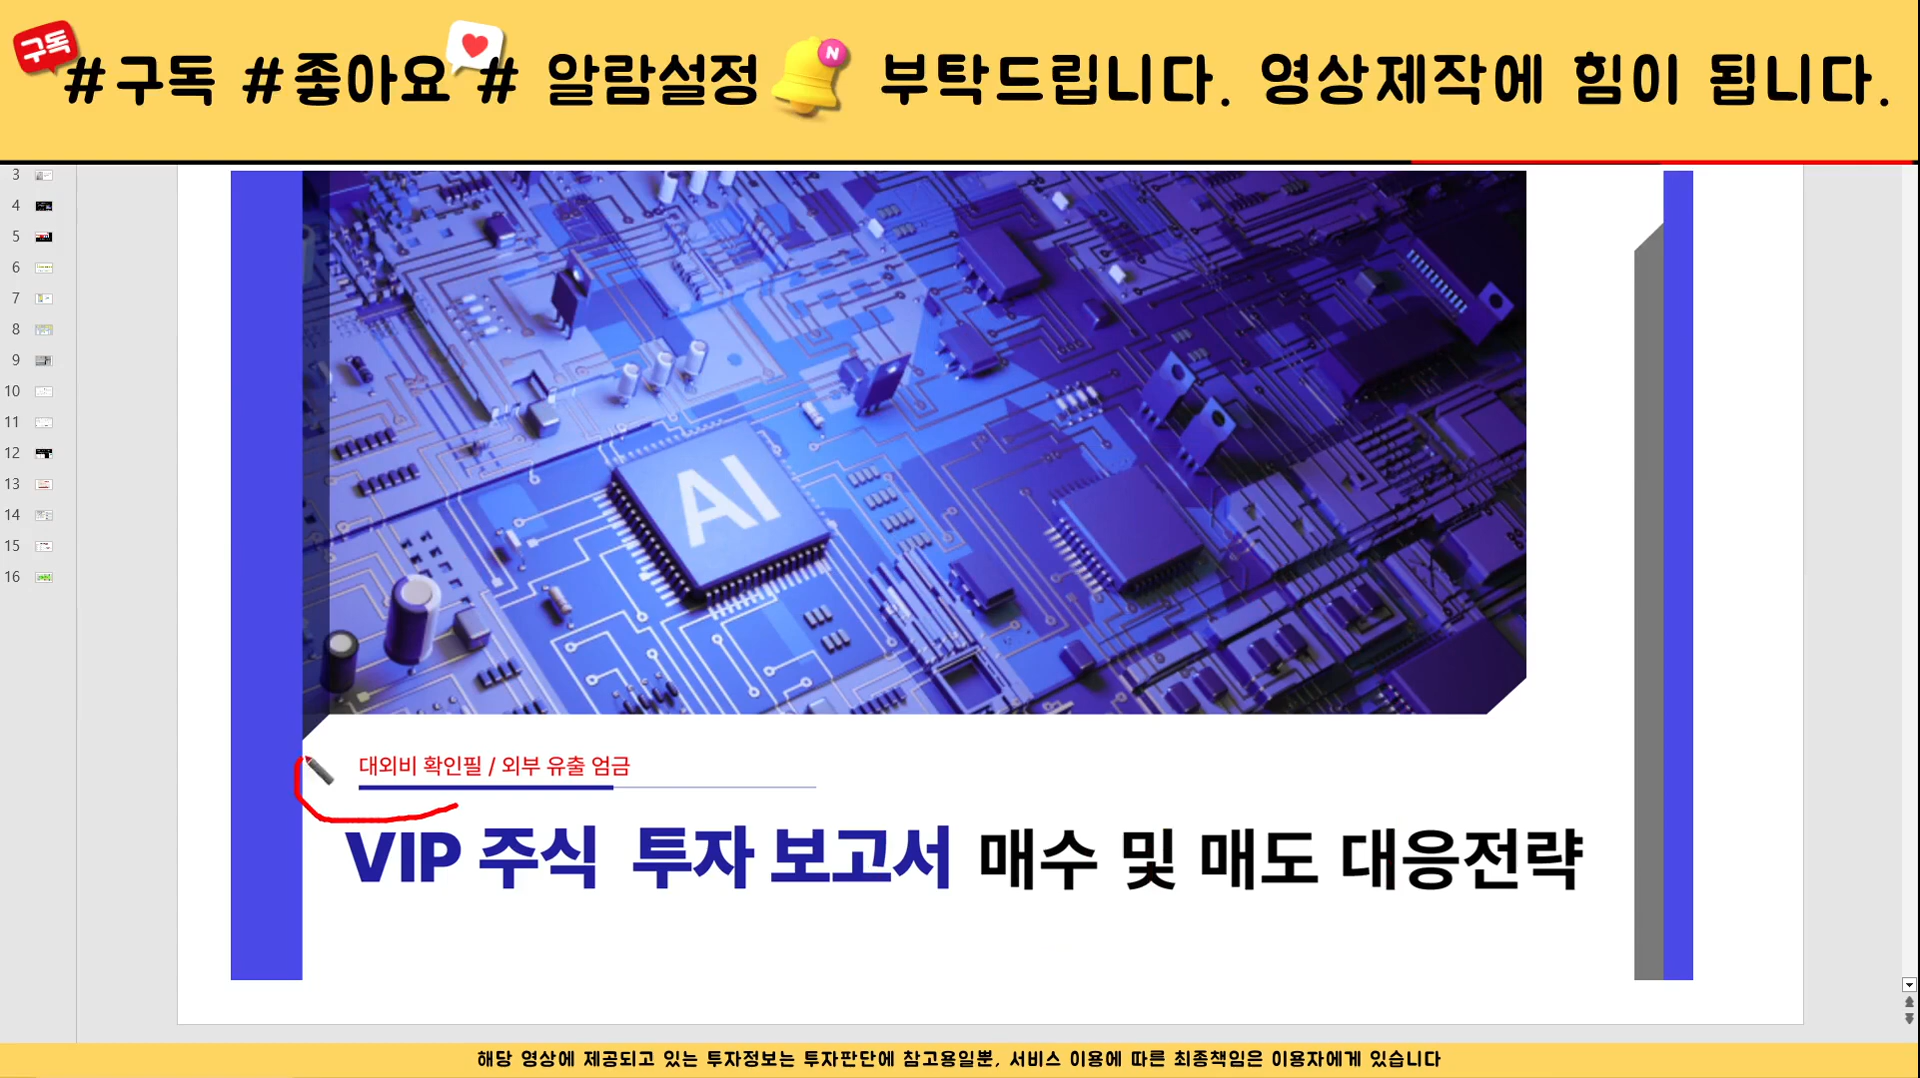 구독
#구독 #좋아요 # 알람설정 N 부탁드립니다. 영상제작에 힘이 됩니다.
3
4
5
6
7
8
9
10
11
12
13
14
15
16
AI
대외비 확인필 / 외부 유출 엄금
VIP 주식 투자 보고서 매수 및 매도 대응전략
해당 영상에 제공되고 있는 투자정보는 투자판단에 참고용일뿐, 서비스 이용에 따른 최종책임은 이용자에게 있습니다